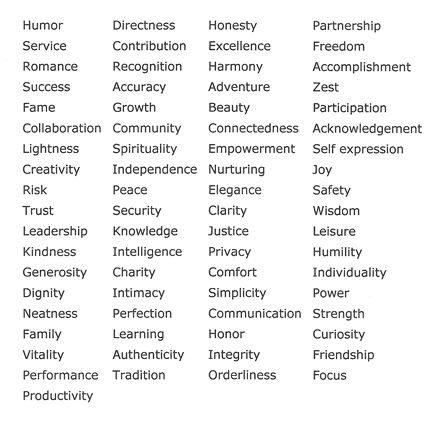 Humor Directness Honesty Partnership
Service Contribution Excellence Freedom
Romance Recognition Harmony Accomplishment
Success Accuracy Adventure Zest
Fame Growth Beauty Participation
Collaboration Community Connectedness Acknowledgement
Lightness Spirituality Empowerment Self expression
Creativity Independence Nurturing Joy
Risk Peace Elegance Safety
Trust Security Clarity Wisdom
Leadership Knowledge Justice Leisure
Kindness Intelligence Privacy Humility
Generosity Charity Comfort Individuality
Dignity Intimacy Simplicity Power
Neatness Perfection Communication Strength
Family Learning Honor Curiosity
Vitality Authenticity Integrity Friendship
Performance Tradition Orderliness Focus
Productivity